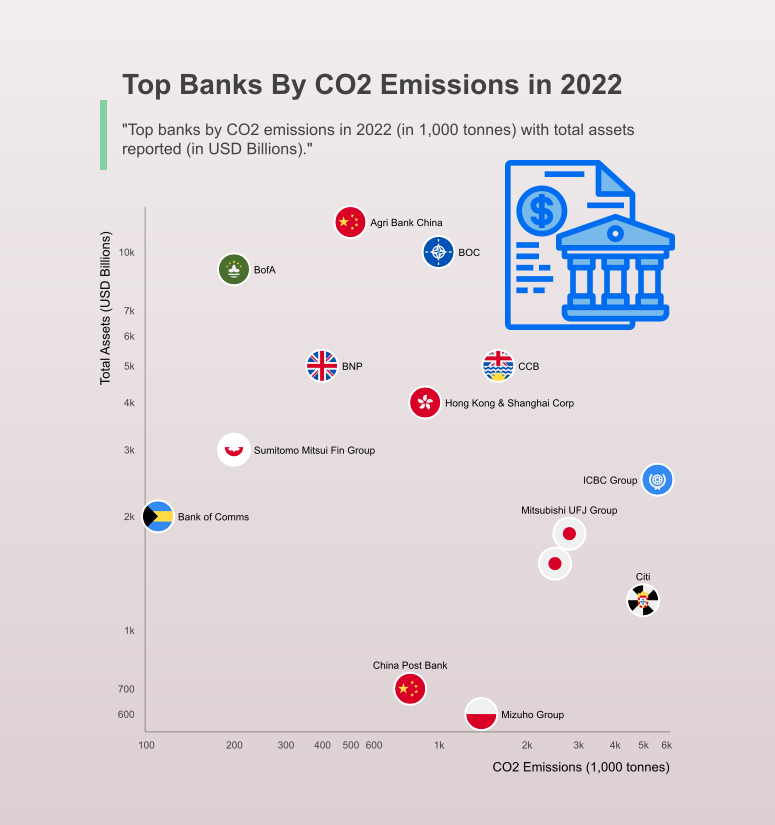 Top Banks By CO2 Emissions in 2022
"Top banks by CO2 emissions in 2022 (in 1,000 tonnes) with total assets
reported (in USD Billions)."
$
Total Assets (USD Billions)
10k
7k
6k
5k
4k
3k
2k
1k
700
600
Agri Bank China
BOC
BofA
BNP
CCB
Hong Kong & Shanghai Corp
Sumitomo Mitsui Fin Group
ICBC Group
Bank of Comms
Mitsubishi UFJ Group
Citi
China Post Bank
Mizuho Group
100
200
300
400
500
600
1k
2k
3k
4k
5k
6k
CO2 Emissions (1,000 tonnes)